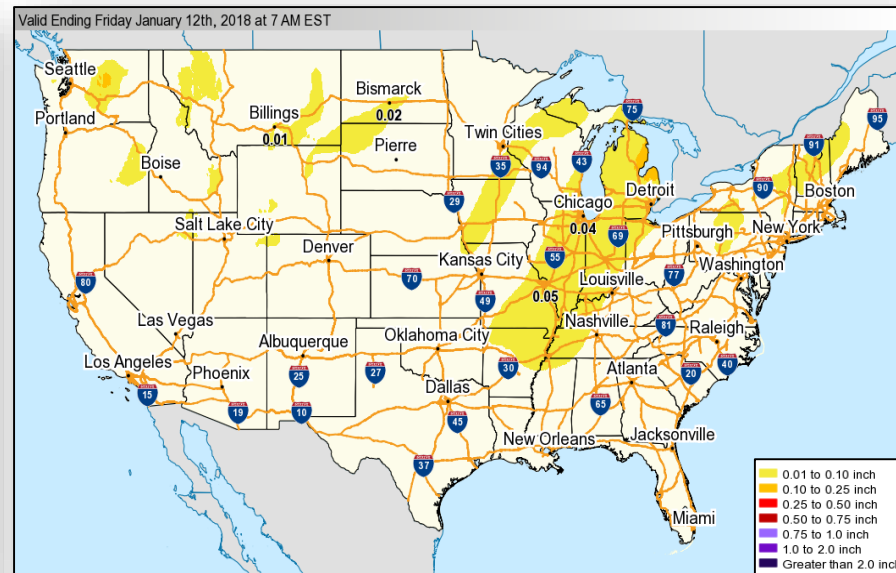 Valid Ending Friday January 12th, 2018 at 7 AM EST
Seattle
Portland
Billings
0.01
Bismarck
0.02
Twin Cities
75
95
91
Boise
Pierre
35
94
43
90
Boston
29
Chicago
0.04
Detroit
Salt Lake City
69
Pittsburgh
New York
Denver
55
80
70
Kansas City
77
Washington
49
0.05
Louisville
Las Vegas
Albuquerque
Oklahoma City
Nashville
81
Raleigh
Los Angeles
Phoenix
25
27
30
Atlanta
20
40
15
Dallas
19
10
45
65
New Orleans
Jacksonville
37
Miami
0.01 to 0.10 inch
0.10 to 0.25 inch
0.25 to 0.50 inch
0.50 to 0.75 inch
0.75 to 1.0 inch
1.0 to 2.0 inch
Greater than 2.0 inch